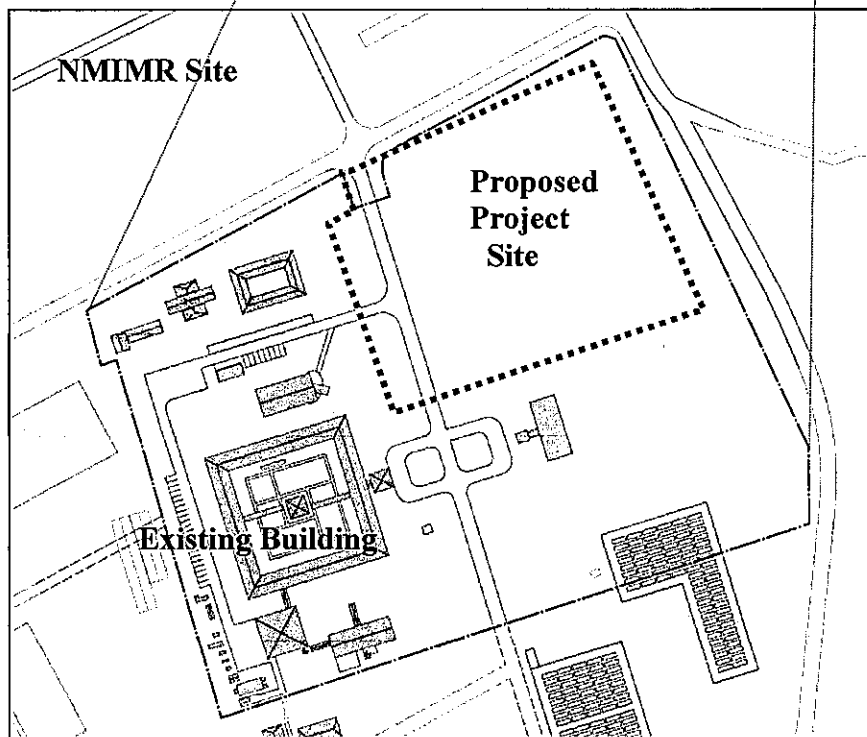 NMIMR Site
Proposed
Project
Site
Existing Building